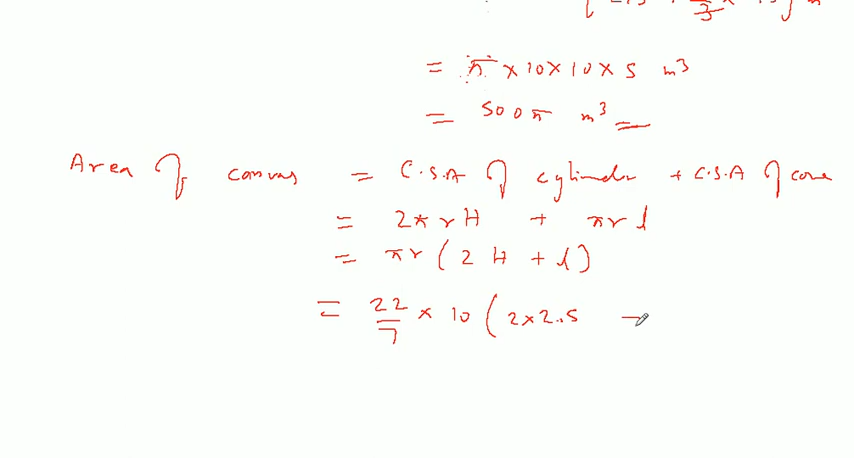 = π × 10 × 10 × 5 m³
= 500π m³
Area of canvas = C.S.A of cylinder + C.S.A of cone
= 2πrH + πrl
= πr(2H + l)
= 22/7 × 10 (2×2.5